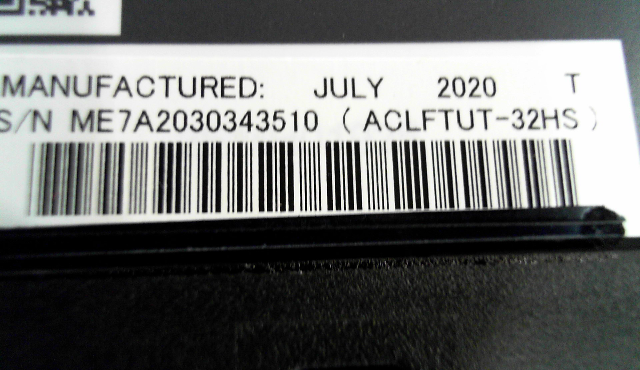 MANUFACTURED: JULY 2020 T
S/N ME7A2030343510 (ACLFTUT-32HS)